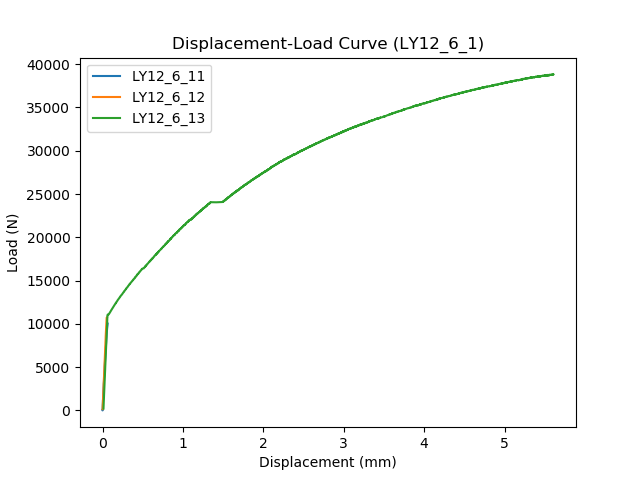 Displacement-Load Curve (LY12_6_1)
LY12_6_11
LY12_6_12
LY12_6_13
40000
35000
30000
25000
20000
15000
10000
5000
0
Load (N)
0 1 2 3 4 5
Displacement (mm)